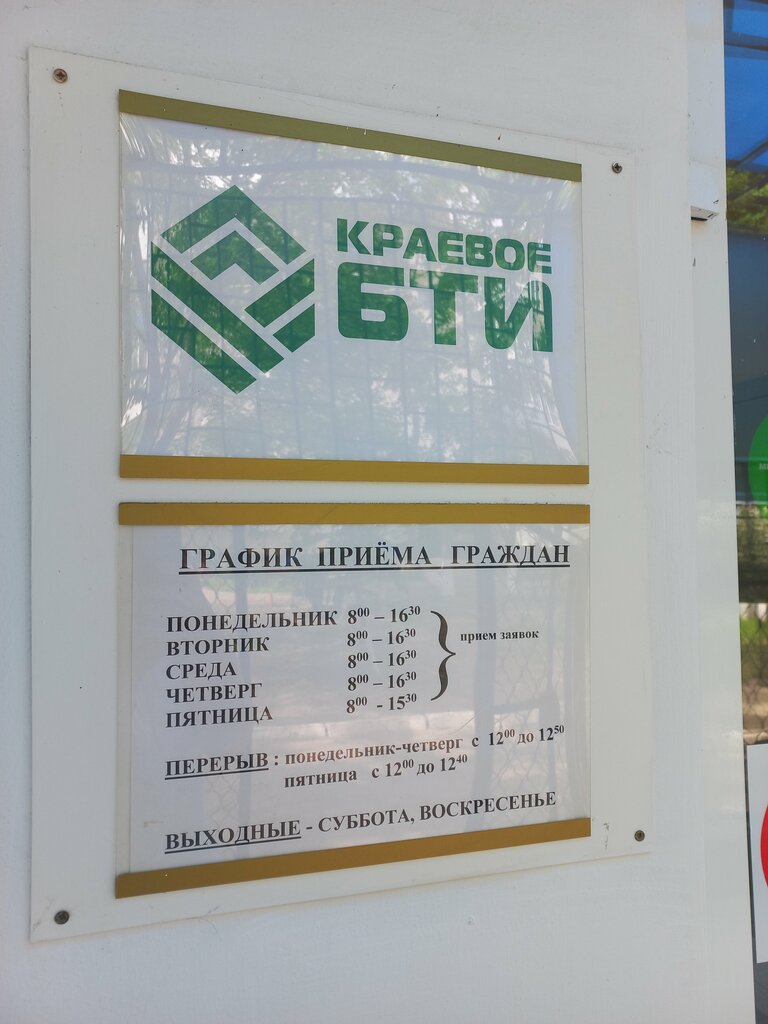 КРАЕВОЕ
БТИ
ГРАФИК ПРИЁМА ГРАЖДАН
ПОНЕДЕЛЬНИК 8⁰⁰ – 16³⁰
ВТОРНИК 8⁰⁰ – 16³⁰
СРЕДА 8⁰⁰ – 16³⁰
ЧЕТВЕРГ 8⁰⁰ – 16³⁰
ПЯТНИЦА 8⁰⁰ - 15³⁰
} прием заявок
ПЕРЕРЫВ : понедельник-четверг с 12⁰⁰ до 12⁵⁰
пятница с 12⁰⁰ до 12⁴⁰
ВЫХОДНЫЕ - СУББОТА, ВОСКРЕСЕНЬЕ